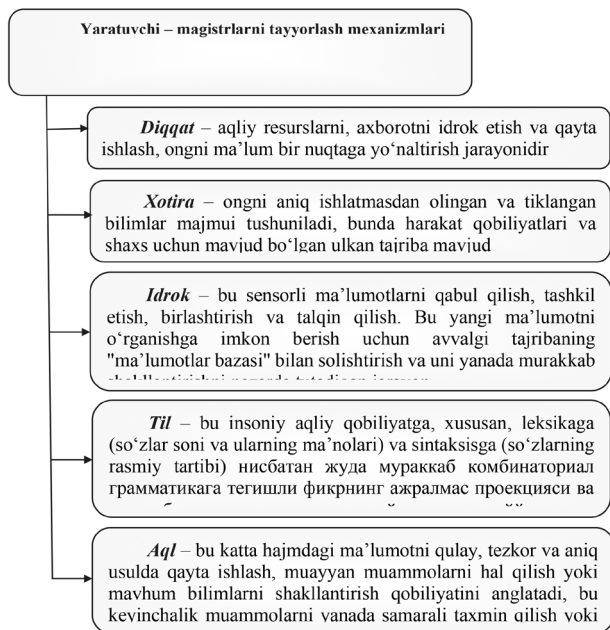 Yaratuvchi – magistrlarni tayyorlash mexanizmlari
Diqqat – aqliy resurslarni, axborotni idrok etish va qayta
ishlash, ongni ma’lum bir nuqtaga yo‘naltirish jarayonidir
Xotira – ongni aniq ishlatmasdan olingan va tiklangan
bilimlar majmui tushuniladi, bunda harakat qobiliyatlari va
shaxs uchun mavjud bo‘lgan ulkan tajriba mavjud
Idrok – bu sensorli ma’lumotlarni qabul qilish, tashkil
etish, birlashtirish va talqin qilish. Bu yangi ma’lumotni
o‘rganishga imkon berish uchun avvalgi tajribaning
"ma’lumotlar bazasi" bilan solishtirish va uni yanada murakkab
Til – bu insoniy aqliy qobiliyatga, xususan, leksikaga
(so‘zlar soni va ularning ma’nolari) va sintaksisga (so‘zlarning
rasmiy tartibi) нисбатан жуда мураккаб комбинаториал
грамматикага тегишли фикрнинг ажралмас проекцияси ва
Aql – bu katta hajmdagi ma’lumotni qulay, tezkor va aniq
usulda qayta ishlash, muayyan muammolarni hal qilish yoki
mavhum bilimlarni shakllantirish qobiliyatini anglatadi, bu
keyinchalik muammolarni yanada samarali taxmin qilish yoki